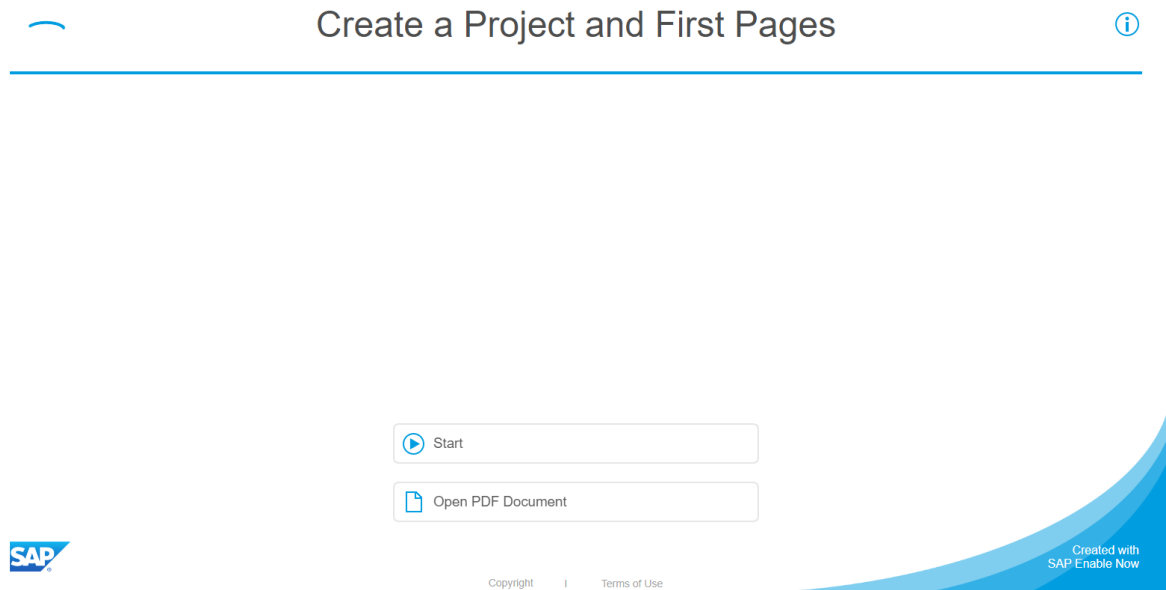 Create a Project and First Pages
Start
Open PDF Document
SAP
Created with
SAP Enable Now
Copyright | Terms of Use